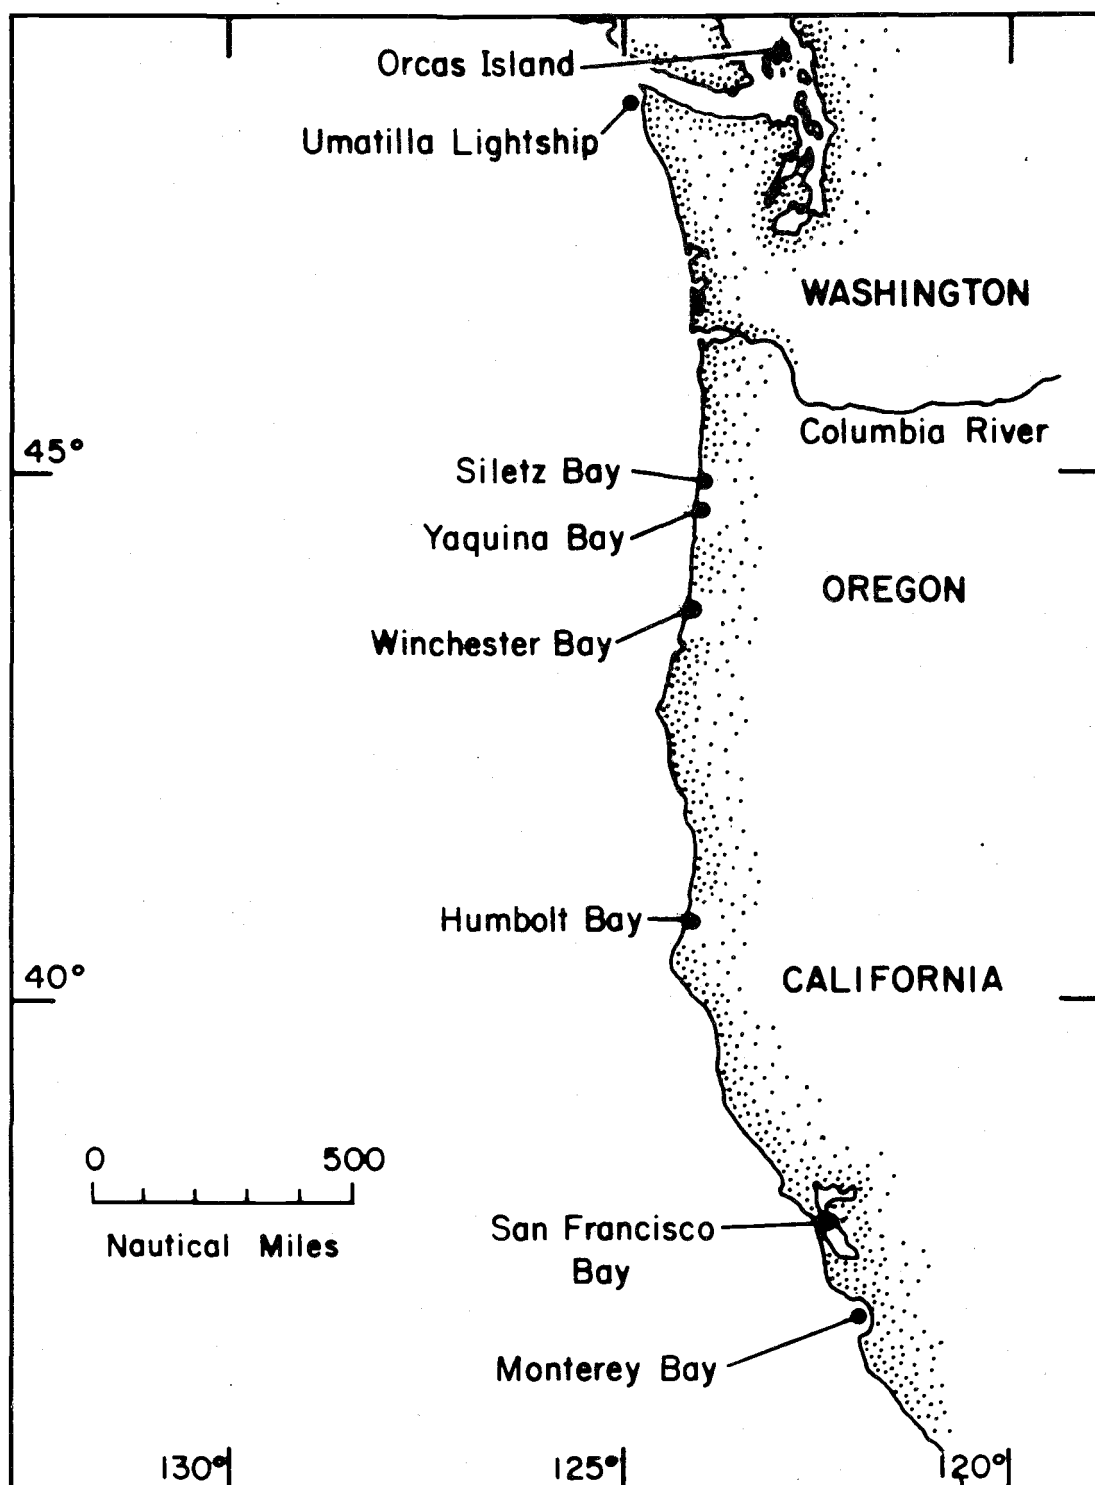 Orcas Island
Umatilla Lightship
WASHINGTON
Columbia River
45°
Siletz Bay
Yaquina Bay
OREGON
Winchester Bay
Humbolt Bay
40°
CALIFORNIA
0 500
Nautical Miles
San Francisco
Bay
Monterey Bay
130° 125° 120°